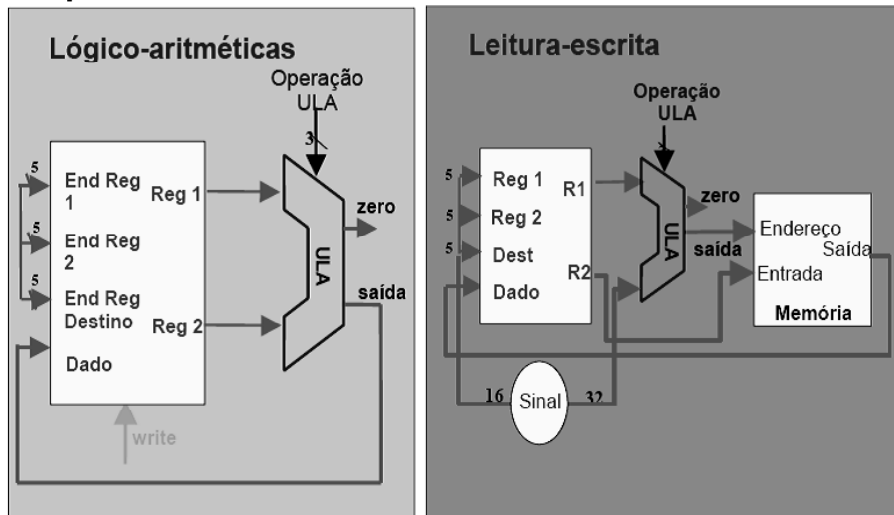 Lógico-aritméticas
Operação
ULA
3
5
End Reg
1
Reg 1
5
End Reg
2
zero
ULA
5
End Reg
Destino
saída
Reg 2
Dado
write
Leitura-escrita
Operação
ULA
5
Reg 1
R1
zero
5
Reg 2
ULA
Endereço
5
Dest
saída
Saída
R2
Entrada
Dado
Memória
16
Sinal
32